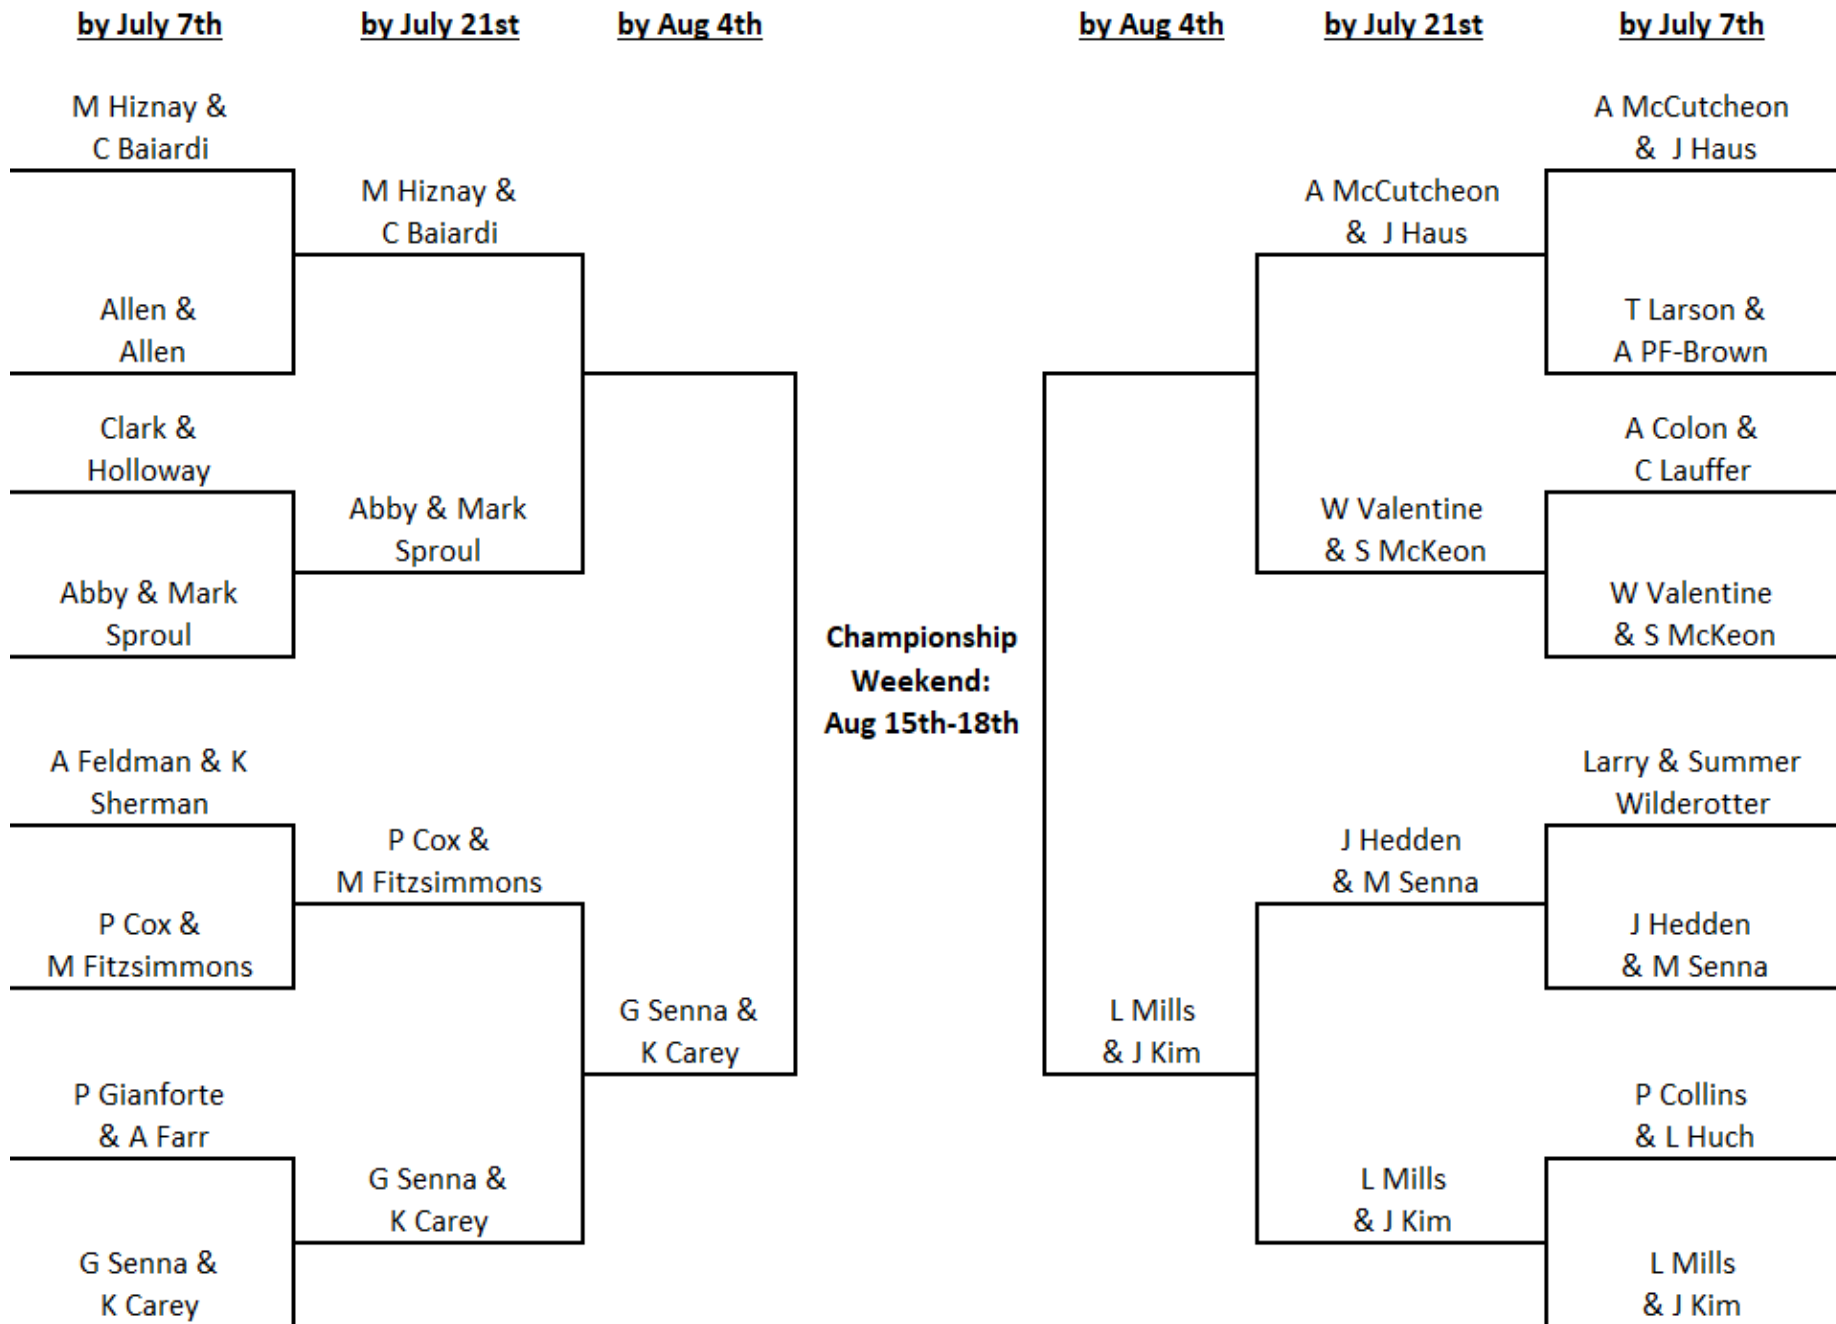 by July 7th
by July 21st
by Aug 4th
by Aug 4th
by July 21st
by July 7th
M Hiznay &
C Baiardi
Allen &
Allen
Clark &
Holloway
Abby & Mark
Sproul
A Feldman & K
Sherman
P Cox &
M Fitzsimmons
P Gianforte
& A Farr
G Senna &
K Carey
M Hiznay &
C Baiardi
Abby & Mark
Sproul
P Cox &
M Fitzsimmons
G Senna &
K Carey
G Senna &
K Carey
Championship
Weekend:
Aug 15th-18th
L Mills
& J Kim
A McCutcheon
& J Haus
W Valentine
& S McKeon
J Hedden
& M Senna
L Mills
& J Kim
A McCutcheon
& J Haus
T Larson &
A PF-Brown
A Colon &
C Lauffer
W Valentine
& S McKeon
Larry & Summer
Wilderotter
J Hedden
& M Senna
P Collins
& L Huch
L Mills
& J Kim